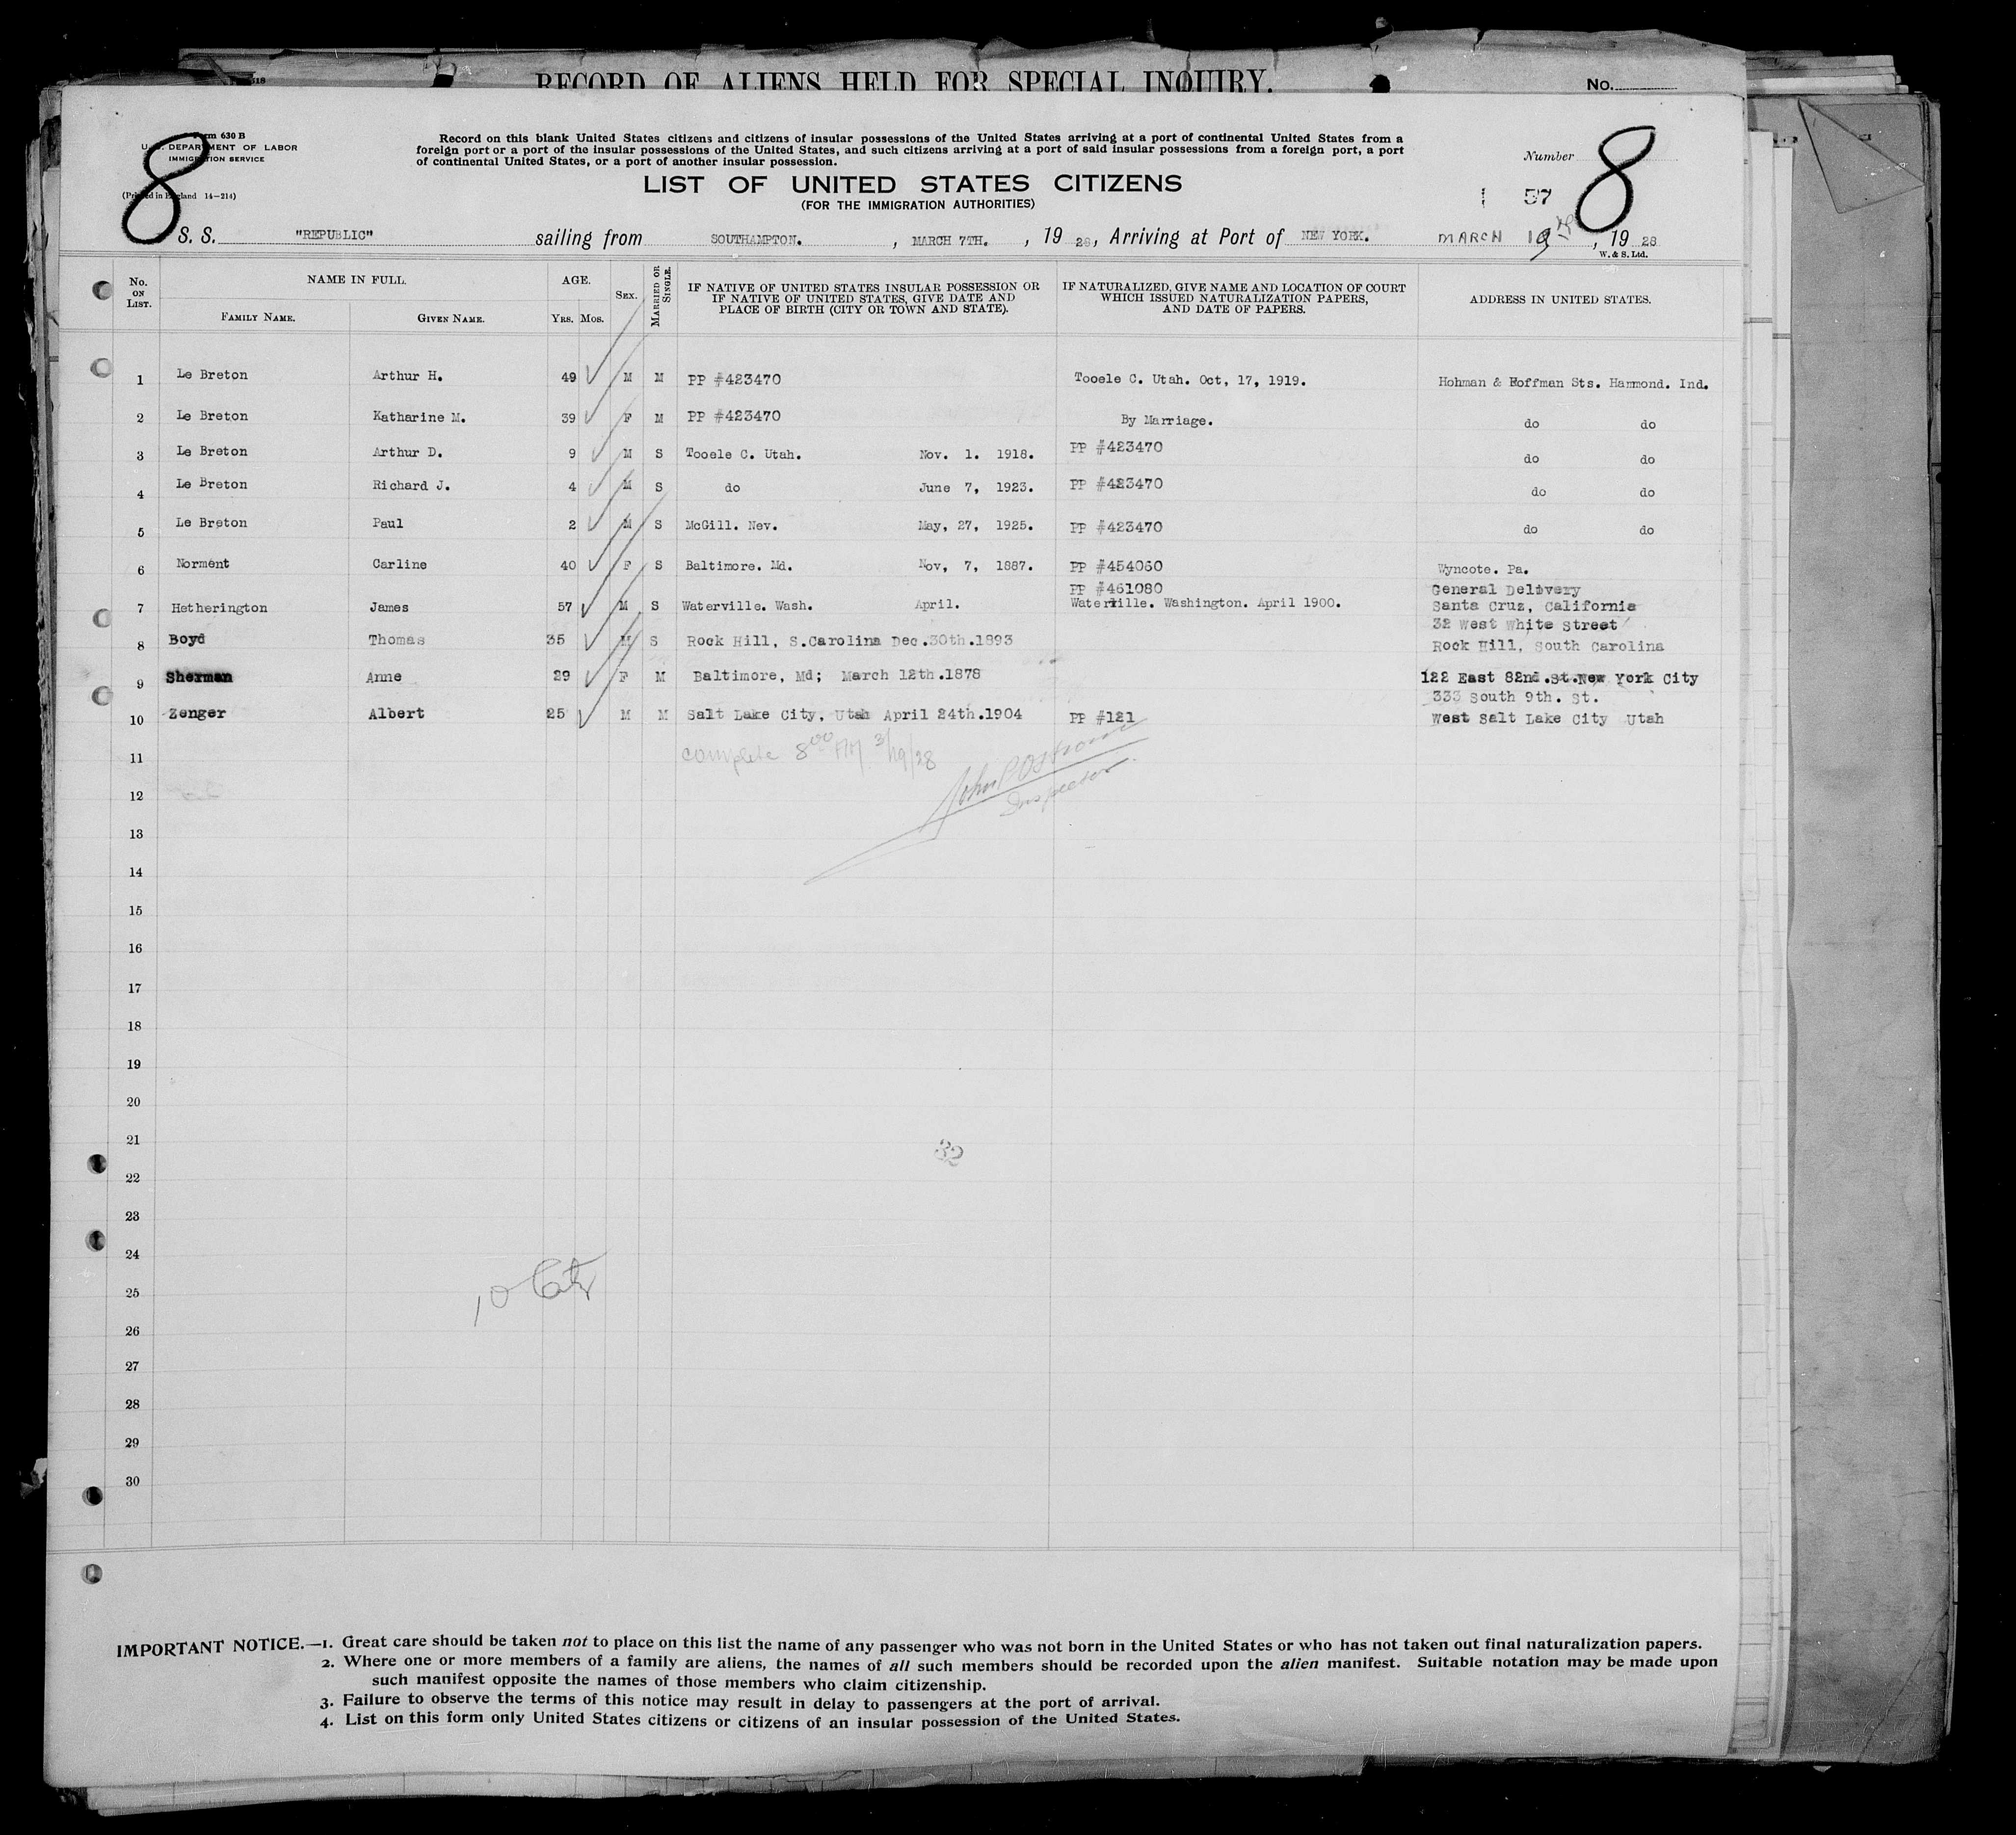 RECORD OF ALIENS HELD FOR SPECIAL INQUIRY.
No.
8
Form 630 B
U. S. DEPARTMENT OF LABOR
IMMIGRATION SERVICE
(Printed in England 14—214)
Record on this blank United States citizens and citizens of insular possessions of the United States arriving at a port of continental United States from a
foreign port or a port of the insular possessions of the United States, and such citizens arriving at a port of said insular possessions from a foreign port, a port
of continental United States, or a port of another insular possession.
Number 8
LIST OF UNITED STATES CITIZENS
(FOR THE IMMIGRATION AUTHORITIES)
S. S. "REPUBLIC" sailing from SOUTHAMPTON. , MARCH 7TH. , 19 28, Arriving at Port of NEW YORK. MARCH 19 , 19 28
W. & S. Ltd.
No. ON LIST. NAME IN FULL. FAMILY NAME. GIVEN NAME. AGE. YRS. MOS. SEX. MARRIED OR SINGLE. IF NATIVE OF UNITED STATES INSULAR POSSESSION OR IF NATIVE OF UNITED STATES, GIVE DATE AND PLACE OF BIRTH (CITY OR TOWN AND STATE). IF NATURALIZED, GIVE NAME AND LOCATION OF COURT WHICH ISSUED NATURALIZATION PAPERS, AND DATE OF PAPERS. ADDRESS IN UNITED STATES.
1 Le Breton Arthur H. 49 M M PP #423470 Tooele C. Utah. Oct, 17, 1919. Hohman & Hoffman Sts. Hammond. Ind.
2 Le Breton Katharine M. 39 F M PP #423470 By Marriage. do do
3 Le Breton Arthur D. 9 M S Tooele C. Utah. Nov. 1. 1918. PP #423470 do do
4 Le Breton Richard J. 4 M S do June 7, 1923. PP #423470 do do
5 Le Breton Paul 2 M S McGill. Nev. May, 27, 1925. PP #423470 do do
6 Norment Carline 40 F S Baltimore. Md. Nov, 7, 1887. PP #454060 Wyncote. Pa.
PP #461080 General Delivery
7 Hetherington James 57 M S Waterville. Wash. April. Waterville. Washington. April 1900. Santa Cruz, California
32 West White Street
8 Boyd Thomas 35 M S Rock Hill, S.Carolina Dec.30th.1893 Rock Hill, South Carolina
9 Sherman Anne 29 F M Baltimore, Md; March 12th.1878 122 East 82nd.St.New York City
333 South 9th. St.
10 Zenger Albert 25 M M Salt Lake City, Utah April 24th.1904 PP #121 West Salt Lake City Utah
11 complete 8 00 AM 3/19/28
Inspector
12
13
14
15
16
17
18
19
20
21
32
22
23
24
25
26
27
28
29
30
IMPORTANT NOTICE.—1. Great care should be taken not to place on this list the name of any passenger who was not born in the United States or who has not taken out final naturalization papers.
2. Where one or more members of a family are aliens, the names of all such members should be recorded upon the alien manifest. Suitable notation may be made upon
such manifest opposite the names of those members who claim citizenship.
3. Failure to observe the terms of this notice may result in delay to passengers at the port of arrival.
4. List on this form only United States citizens or citizens of an insular possession of the United States.